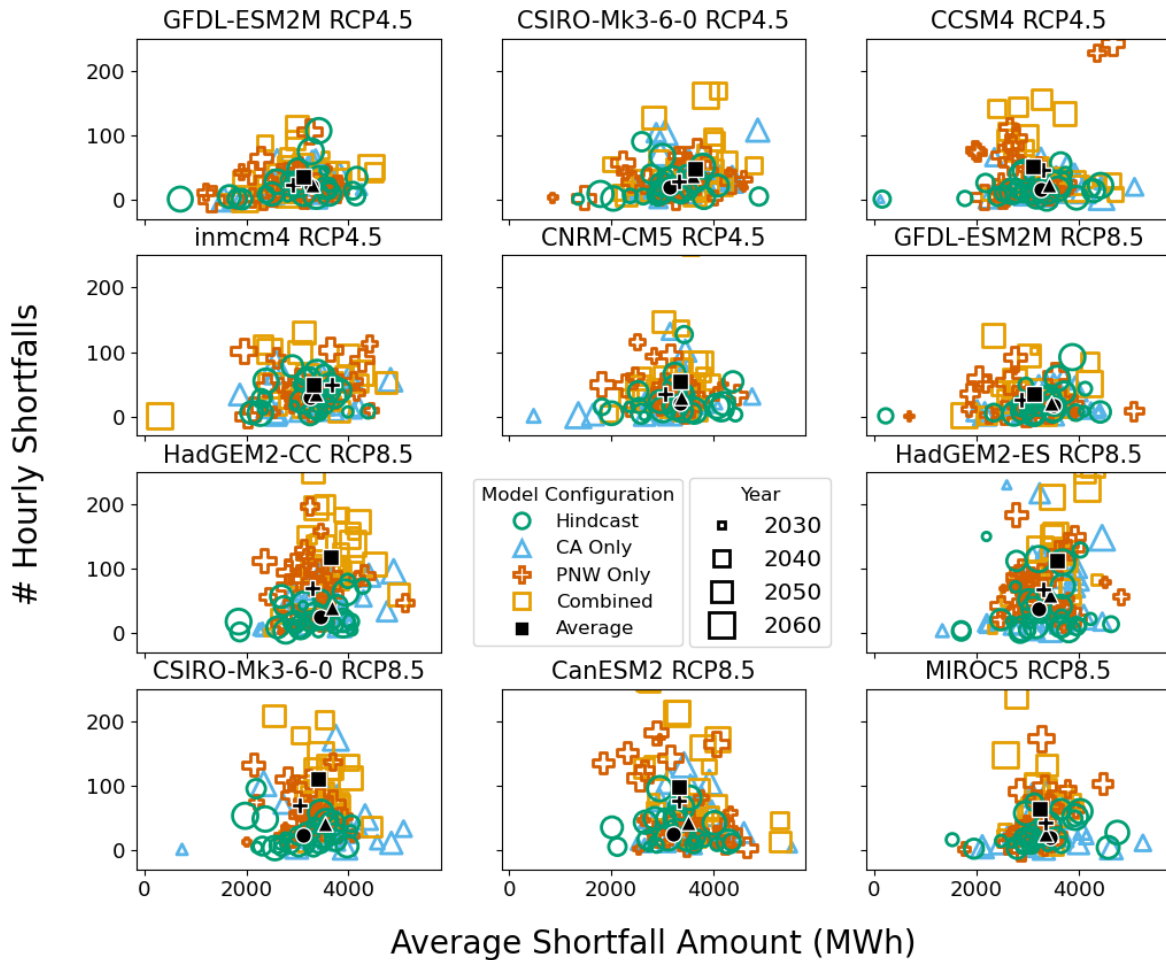 GFDL-ESM2M RCP4.5 CSIRO-Mk3-6-0 RCP4.5 CCSM4 RCP4.5
200
100
0
inmcm4 RCP4.5 CNRM-CM5 RCP4.5 GFDL-ESM2M RCP8.5
200
100
0
# Hourly Shortfalls
HadGEM2-CC RCP8.5 HadGEM2-ES RCP8.5
200
100
0
Model Configuration
Hindcast
CA Only
PNW Only
Combined
Average
Year
2030
2040
2050
2060
CSIRO-Mk3-6-0 RCP8.5 CanESM2 RCP8.5 MIROC5 RCP8.5
200
100
0
0 2000 4000 0 2000 4000 0 2000 4000
Average Shortfall Amount (MWh)